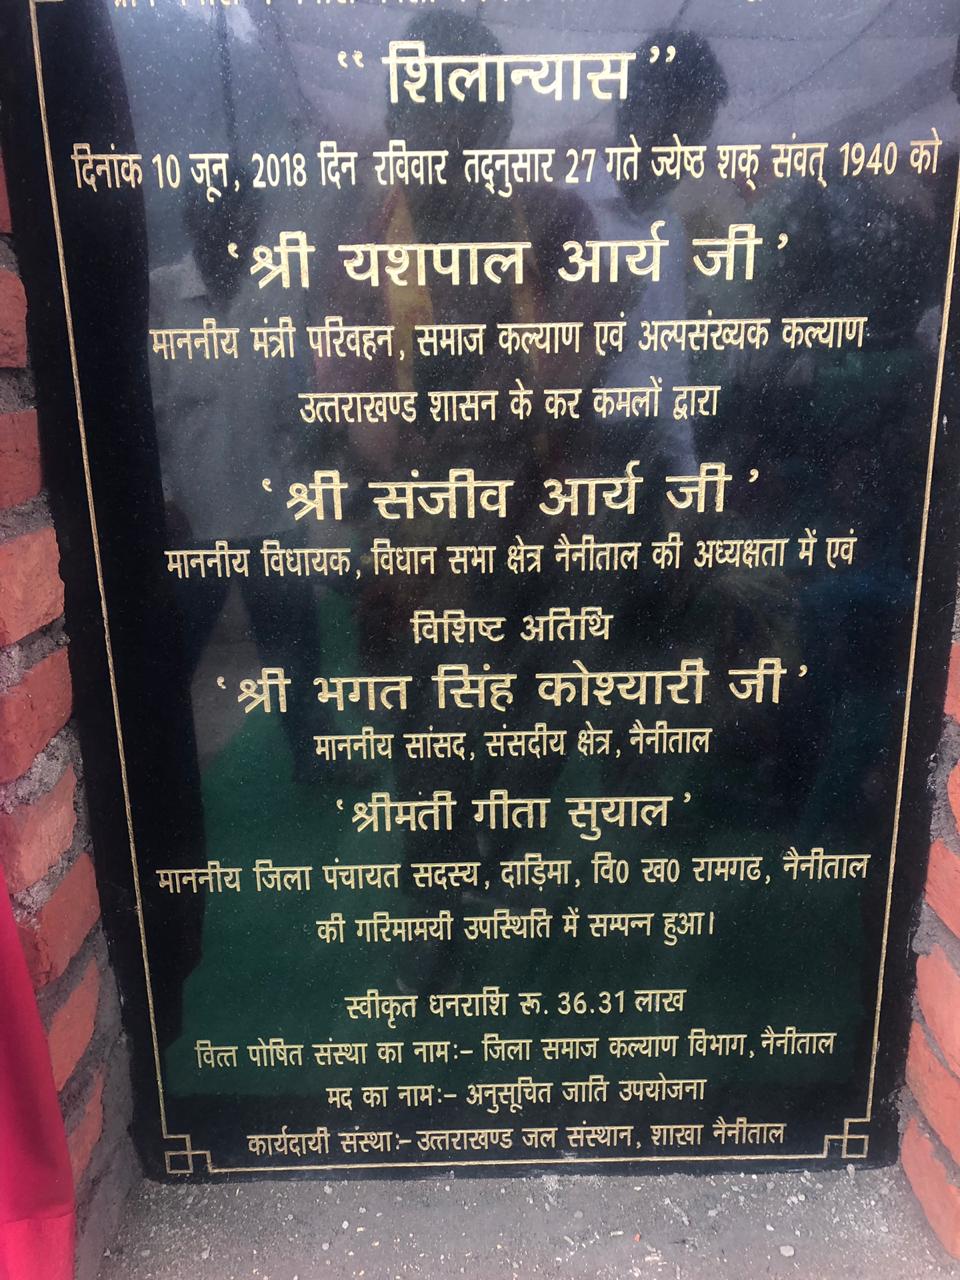 “ शिलान्यास ”
दिनांक 10 जून, 2018 दिन रविवार तद्नुसार 27 गते ज्येष्ठ शक् संवत् 1940 को
‘श्री यशपाल आर्य जी’
माननीय मंत्री परिवहन, समाज कल्याण एवं अल्पसंख्यक कल्याण
उत्तराखण्ड शासन के कर कमलों द्वारा
‘श्री संजीव आर्य जी’
माननीय विधायक, विधान सभा क्षेत्र नैनीताल की अध्यक्षता में एवं
विशिष्ट अतिथि
‘श्री भगत सिंह कोश्यारी जी’
माननीय सांसद, संसदीय क्षेत्र, नैनीताल
‘श्रीमती गीता सुयाल’
माननीय जिला पंचायत सदस्य, दाड़िमा, वि0 ख0 रामगढ, नैनीताल
की गरिमामयी उपस्थिति में सम्पन्न हुआ।
स्वीकृत धनराशि रू. 36.31 लाख
वित्त पोषित संस्था का नामः– जिला समाज कल्याण विभाग, नैनीताल
मद का नामः– अनुसूचित जाति उपयोजना
कार्यदायी संस्थाः– उत्तराखण्ड जल संस्थान, शाखा नैनीताल